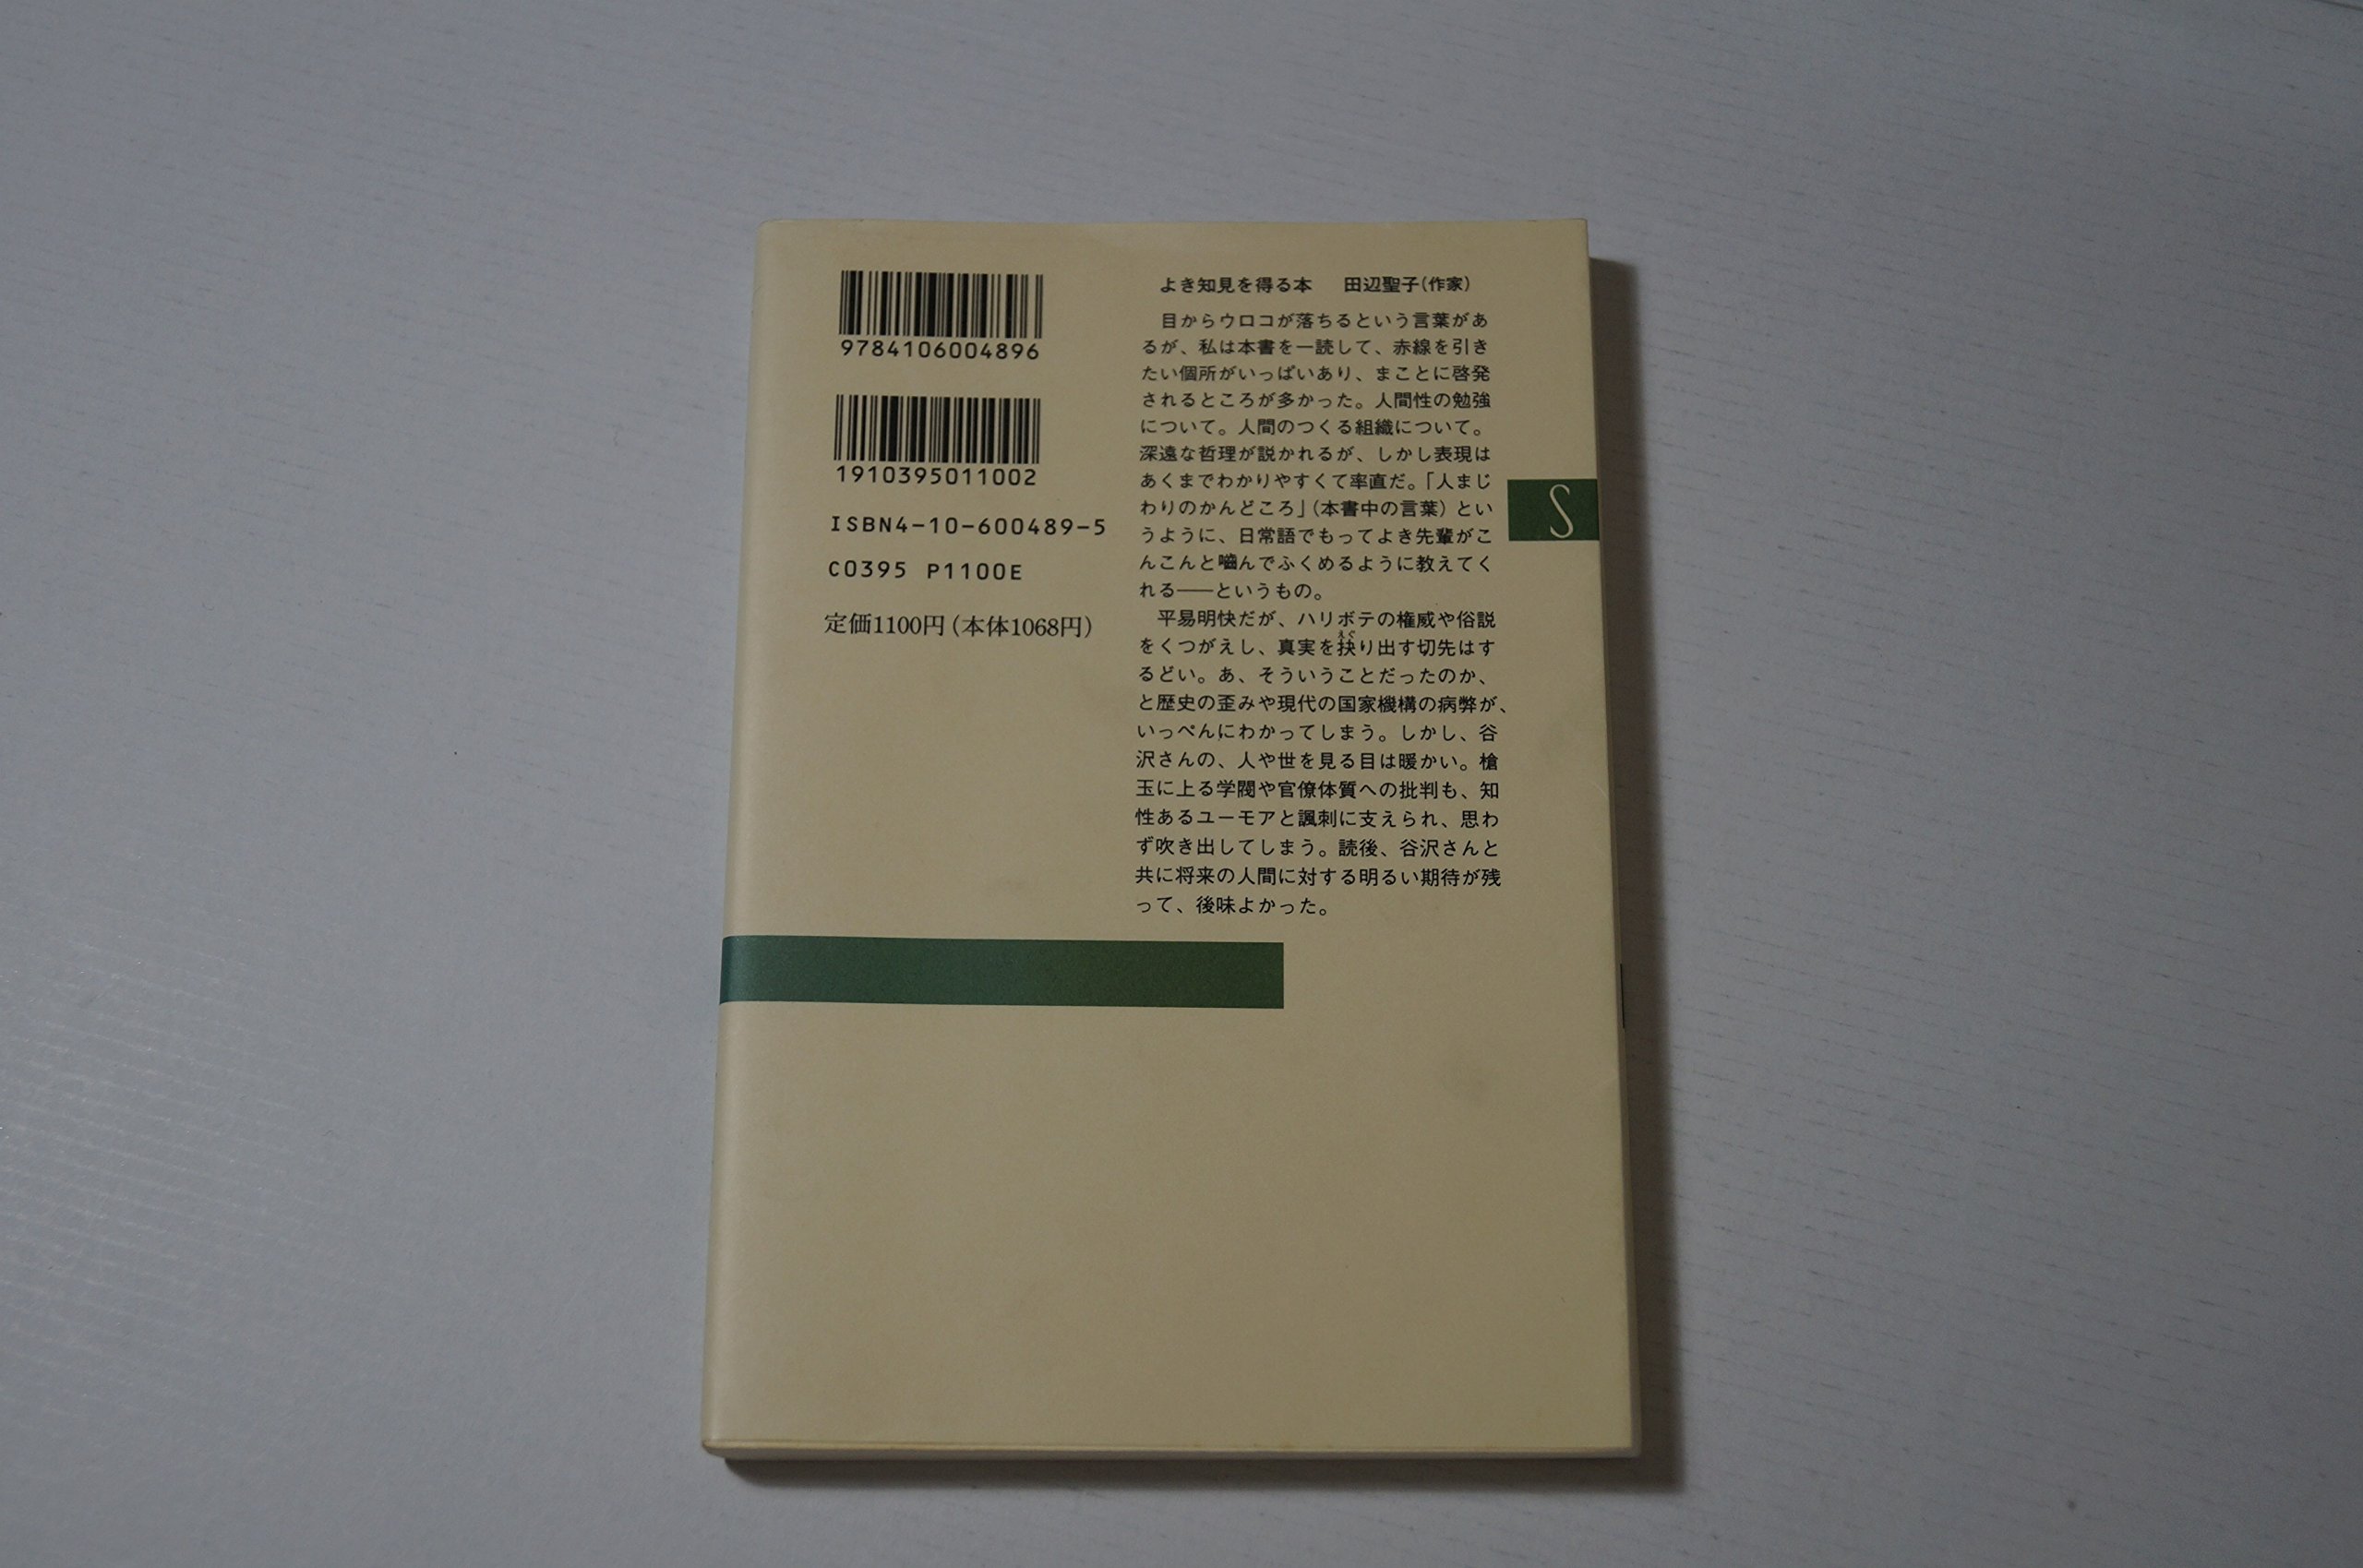 9784106004896
1910395011002
ISBN4-10-600489-5
C0395 P1100E
定価1100円(本体1068円)
よき知見を得る本 田辺聖子(作家)
目からウロコが落ちるという言葉があ
るが、私は本書を一読して、赤線を引き
たい個所がいっぱいあり、まことに啓発
されるところが多かった。人間性の勉強
について。人間のつくる組織について。
深遠な哲理が説かれるが、しかし表現は
あくまでわかりやすくて率直だ。「人まじ
わりのかんどころ」(本書中の言葉)とい
うように、日常語でもってよき先輩がこ
んこんと嚙んでふくめるように教えてく
れる——というもの。
平易明快だが、ハリボテの権威や俗説
をくつがえし、真実を抉り出す切先はす
るどい。あ、そういうことだったのか、
と歴史の歪みや現代の国家機構の病弊が、
いっぺんにわかってしまう。しかし、谷
沢さんの、人や世を見る目は暖かい。槍
玉に上る学閥や官僚体質への批判も、知
性あるユーモアと諷刺に支えられ、思わ
ず吹き出してしまう。読後、谷沢さんと
共に将来の人間に対する明るい期待が残
って、後味よかった。
S